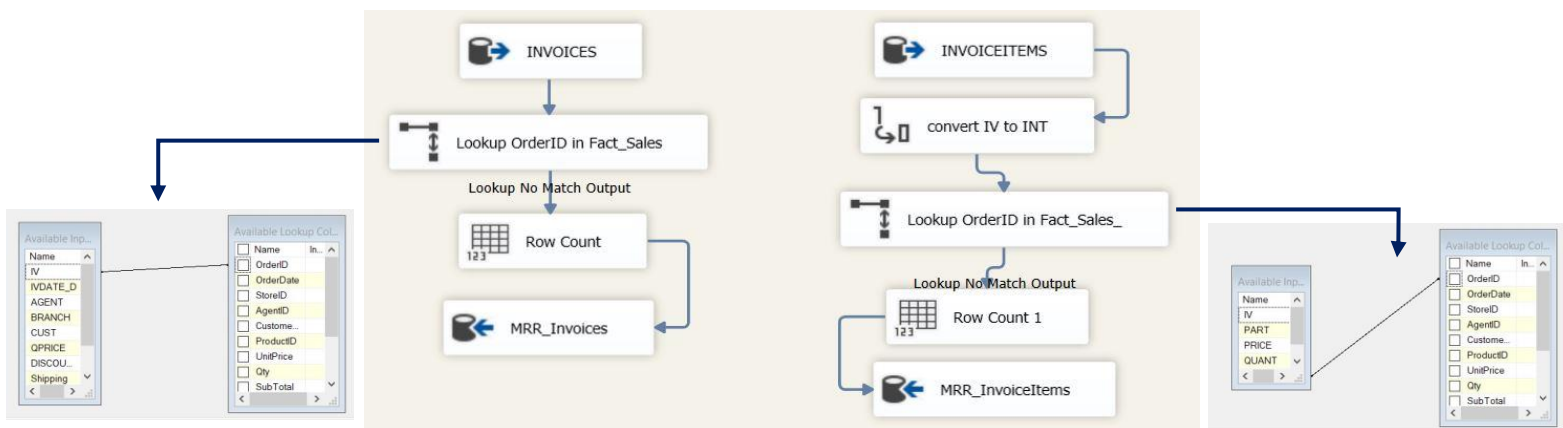 INVOICES
Lookup OrderID in Fact_Sales
Lookup No Match Output
123
Row Count
MRR_Invoices
INVOICEITEMS
convert IV to INT
Lookup OrderID in Fact_Sales_
Lookup No Match Output
123
Row Count 1
MRR_InvoiceItems
Available Inp...
Name
IV
IVDATE_D
AGENT
BRANCH
CUST
QPRICE
DISCOU...
Shipping
Available Lookup Col...
Name In...
OrderID
OrderDate
StoreID
AgentID
Custome...
ProductID
UnitPrice
Qty
SubTotal
Available Inp...
Name
IV
PART
PRICE
QUANT
Available Lookup Col...
Name In...
OrderID
OrderDate
StoreID
AgentID
Custome...
ProductID
UnitPrice
Qty
SubTotal